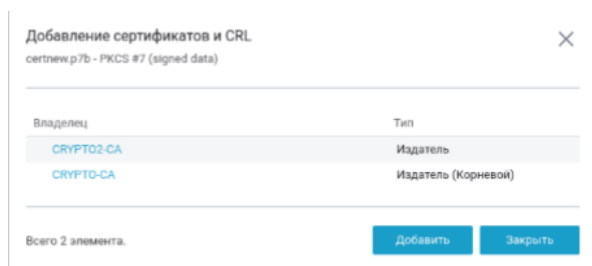 Добавление сертификатов и CRL
certnew.p7b - PKCS #7 (signed data)
Владелец Тип
CRYPTO2-CA Издатель
CRYPTO-CA Издатель (Корневой)
Всего 2 элемента. Добавить Закрыть